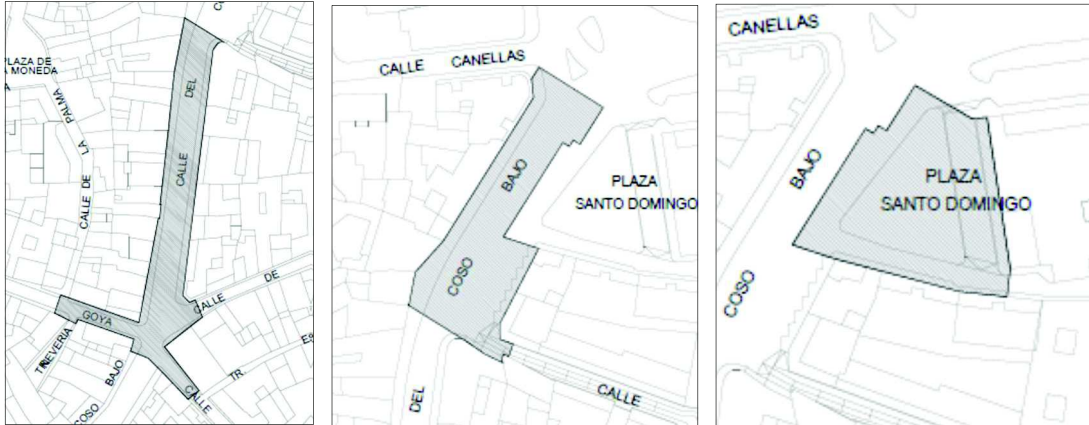 PLAZA DE
MONEDA
CALLE DE LA PALMA
CALLE DEL
GOYA
CALLE DE
BAJO
COSO
CALLE
TR.
CALLE CANELLAS
BAJO
PLAZA
SANTO DOMINGO
COSO
DEL
CALLE
CANELLAS
BAJO
PLAZA
SANTO DOMINGO
COSO